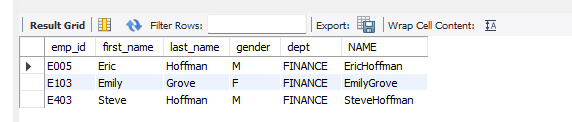 Result Grid Filter Rows: Export: Wrap Cell Content:
emp_id first_name last_name gender dept NAME
E005 Eric Hoffman M FINANCE EricHoffman
E103 Emily Grove F FINANCE EmilyGrove
E403 Steve Hoffman M FINANCE SteveHoffman